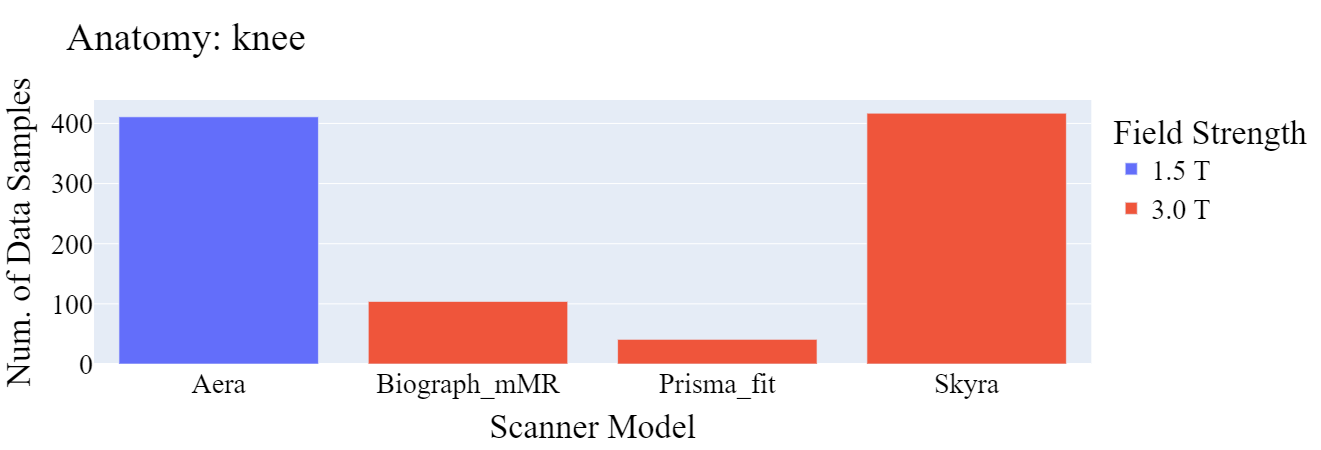 Anatomy: knee
Num. of Data Samples
400
300
200
100
0
Aera Biograph_mMR Prisma_fit Skyra
Scanner Model
Field Strength
1.5 T
3.0 T